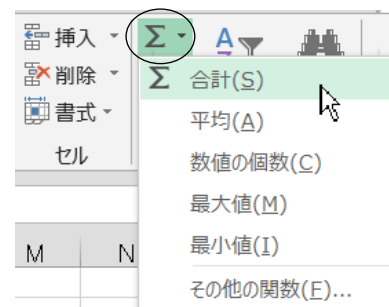 挿入
削除
書式
セル
Σ
Σ 合計(S)
平均(A)
数値の個数(C)
最大値(M)
最小値(I)
その他の関数(F)...
M N